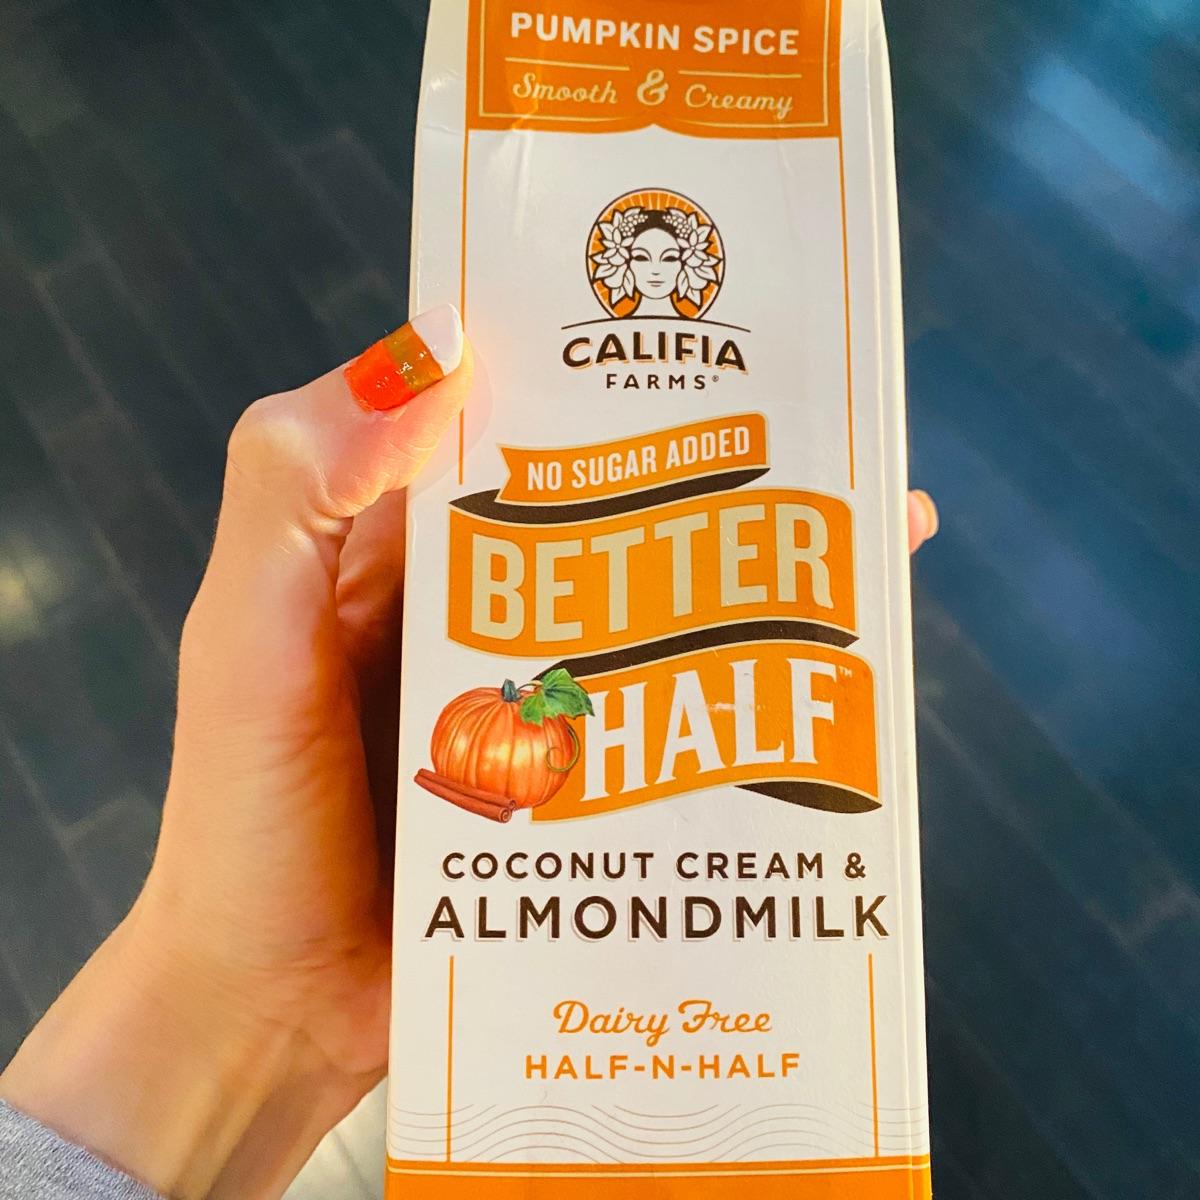 PUMPKIN SPICE
Smooth & Creamy
CALIFIA
FARMS®
NO SUGAR ADDED
BETTER
HALF™
COCONUT CREAM &
ALMONDMILK
Dairy Free
HALF-N-HALF